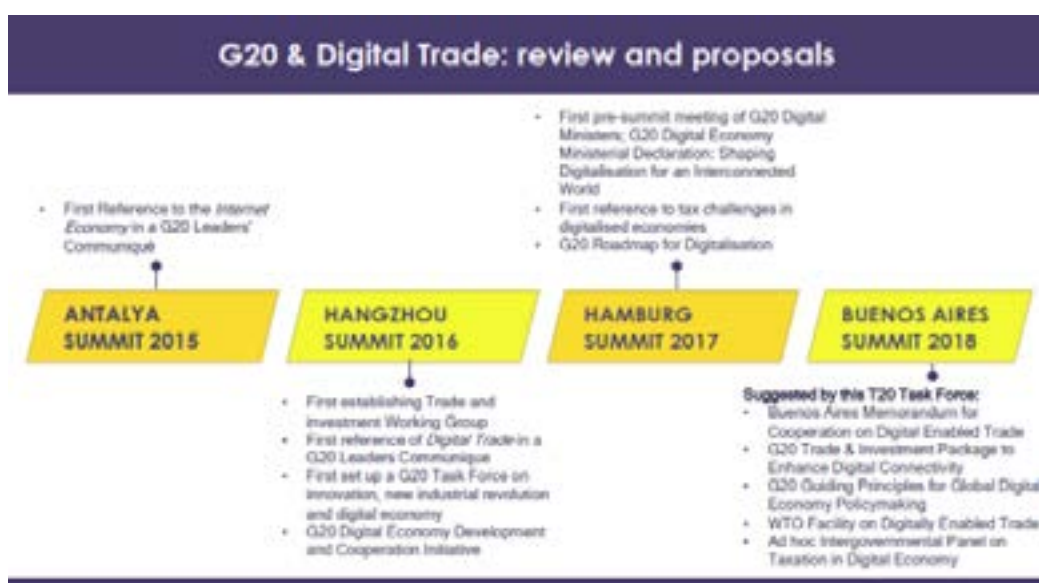 G20 & Digital Trade: review and proposals
• First pre-summit meeting of G20 Digital
Ministers; G20 Digital Economy
Ministerial Declaration: Shaping
Digitalisation for an Interconnected
World
• First reference to tax challenges in
digitalised economies
• G20 Roadmap for Digitalisation
• First Reference to the Internet
Economy in a G20 Leaders'
Communiqué
ANTALYA
SUMMIT 2015
HANGZHOU
SUMMIT 2016
HAMBURG
SUMMIT 2017
BUENOS AIRES
SUMMIT 2018
• First establishing Trade and
Investment Working Group
• First reference of Digital Trade in a
G20 Leaders Communique
• First set up a G20 Task Force on
innovation, new industrial revolution
and digital economy
• G20 Digital Economy Development
and Cooperation Initiative
Suggested by this T20 Task Force:
• Buenos Aires Memorandum for
Cooperation on Digital Enabled Trade
• G20 Trade & Investment Package to
Enhance Digital Connectivity
• G20 Guiding Principles for Global Digital
Economy Policymaking
• WTO Facility on Digitally Enabled Trade
• Ad hoc Intergovernmental Panel on
Taxation in Digital Economy